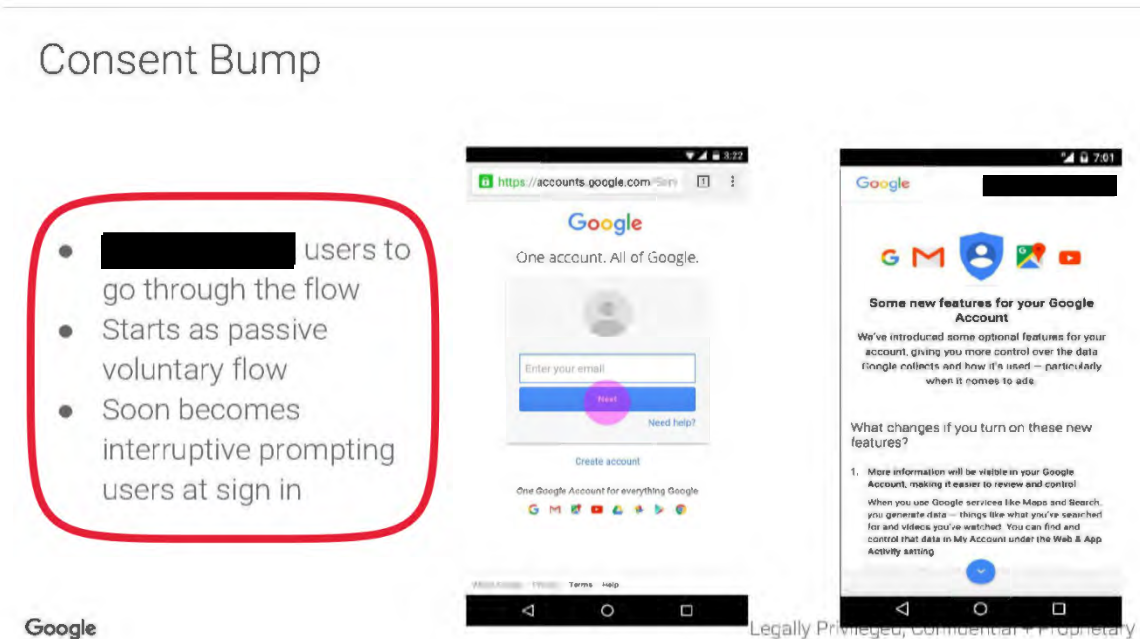 Consent Bump
● users to
go through the flow
● Starts as passive
voluntary flow
● Soon becomes
interruptive prompting
users at sign in
3:22
https://accounts.google.com
1
Google
One account. All of Google.
Enter your email
Next
Need help?
Create account
One Google Account for everything Google
Terms Help
7:01
Google
Some new features for your Google
Account
We've introduced some optional features for your
account, giving you more control over the data
Google collects and how it's used — particularly
when it comes to ads
What changes if you turn on these new
features?
1. More information will be visible in your Google
Account, making it easier to review and control
When you use Google services like Maps and Search,
you generate data — things like what you've searched
for and videos you've watched. You can find and
control that data in My Account under the Web & App
Activity setting
Google
Legally Privileged, Confidential + Proprietary